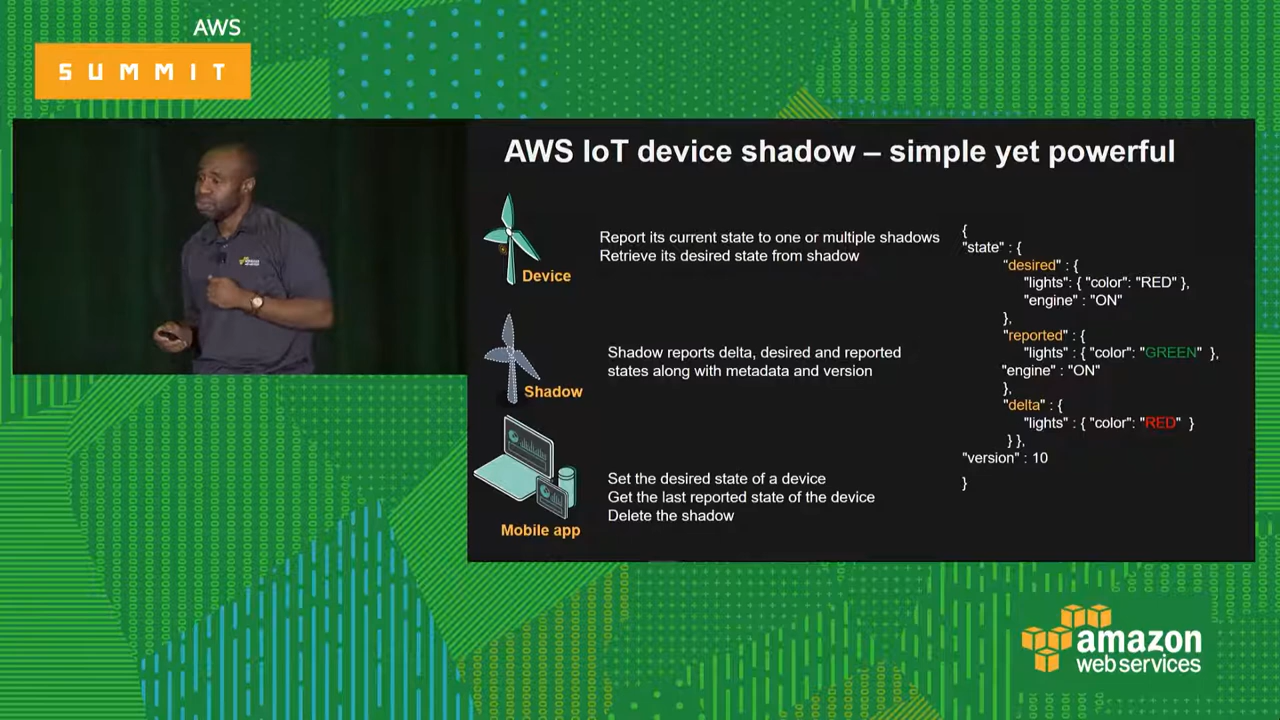 AWS
SUMMIT
AWS IoT device shadow – simple yet powerful
Device
Report its current state to one or multiple shadows
Retrieve its desired state from shadow
Shadow
Shadow reports delta, desired and reported
states along with metadata and version
Mobile app
Set the desired state of a device
Get the last reported state of the device
Delete the shadow
{
"state" : {
"desired" : {
"lights": { "color": "RED" },
"engine" : "ON"
},
"reported" : {
"lights" : { "color": "GREEN" },
"engine" : "ON"
},
"delta" : {
"lights" : { "color": "RED" }
} },
"version" : 10
}
amazon
web services